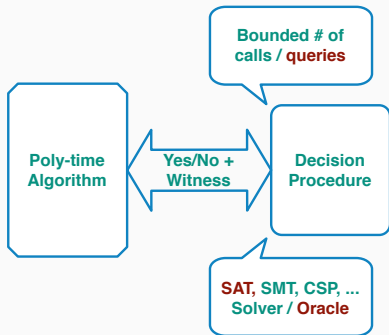 Bounded # of
calls / queries
Poly-time
Algorithm
Yes/No +
Witness
Decision
Procedure
SAT, SMT, CSP, ...
Solver / Oracle